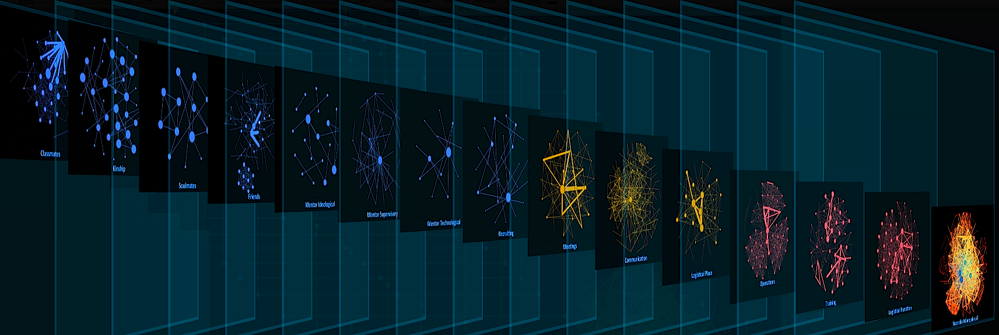 Classmates
Kinship
Soulmates
Friends
Mentor Ideological
Mentor Supervisory
Mentor Technological
Recruiting
Meetings
Communication
Logistical Place
Operations
Training
Logistical Function
Noordin